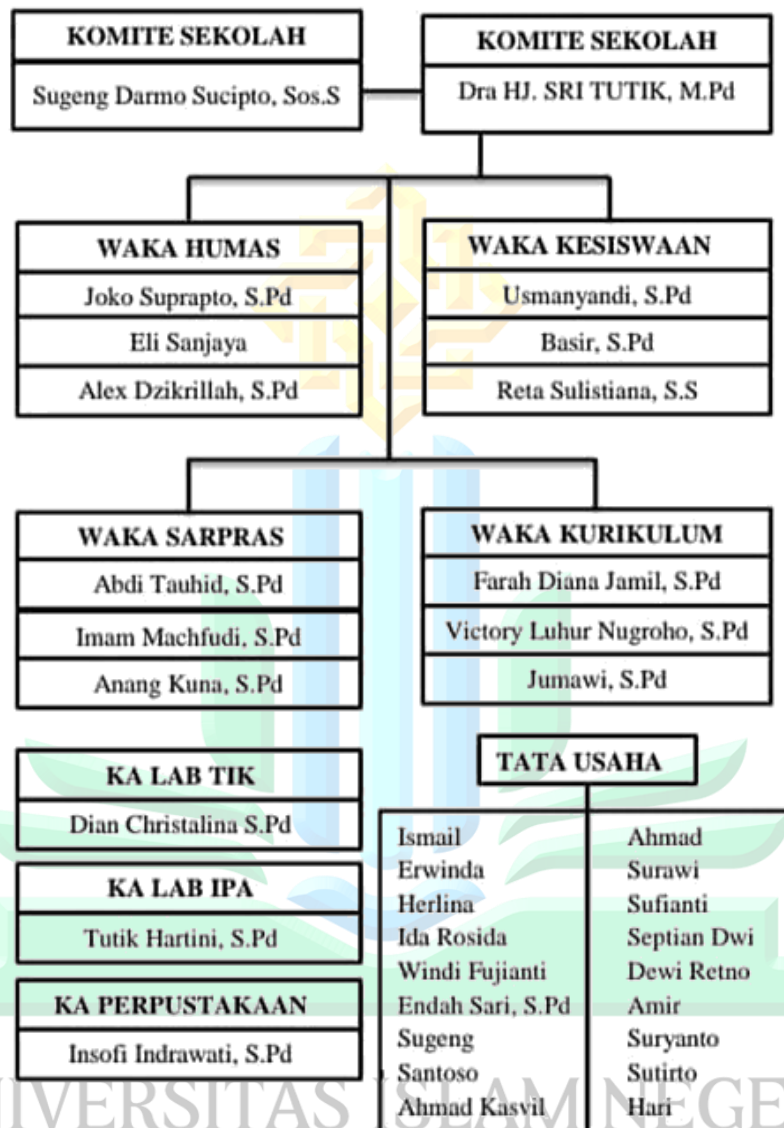 KOMITE SEKOLAH
Sugeng Darmo Sucipto, Sos.S
KOMITE SEKOLAH
Dra HJ. SRI TUTIK, M.Pd
WAKA HUMAS
Joko Suprapto, S.Pd
Eli Sanjaya
Alex Dzikrillah, S.Pd
WAKA KESISWAAN
Usmanyandi, S.Pd
Basir, S.Pd
Reta Sulistiana, S.S
WAKA SARPRAS
Abdi Tauhid, S.Pd
Imam Machfudi, S.Pd
Anang Kuna, S.Pd
WAKA KURIKULUM
Farah Diana Jamil, S.Pd
Victory Luhur Nugroho, S.Pd
Jumawi, S.Pd
KA LAB TIK
Dian Christalina S.Pd
KA LAB IPA
Tutik Hartini, S.Pd
KA PERPUSTAKAAN
Insofi Indrawati, S.Pd
TATA USAHA
Ismail
Erwinda
Herlina
Ida Rosida
Windi Fujianti
Endah Sari, S.Pd
Sugeng
Santoso
Ahmad Kasvil
Ahmad
Surawi
Sufianti
Septian Dwi
Dewi Retno
Amir
Suryanto
Sutirto
Hari
NIVERSITAS ISLAM NEGE